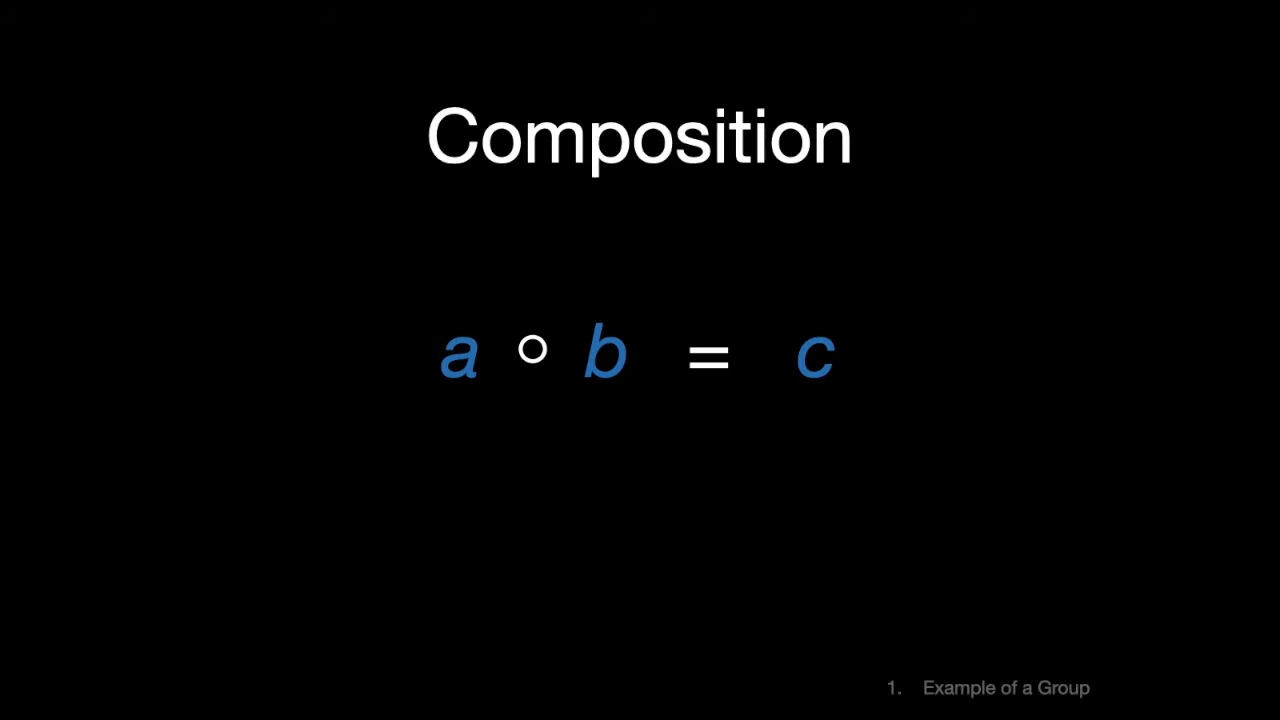 Composition
a ∘ b = c
1. Example of a Group